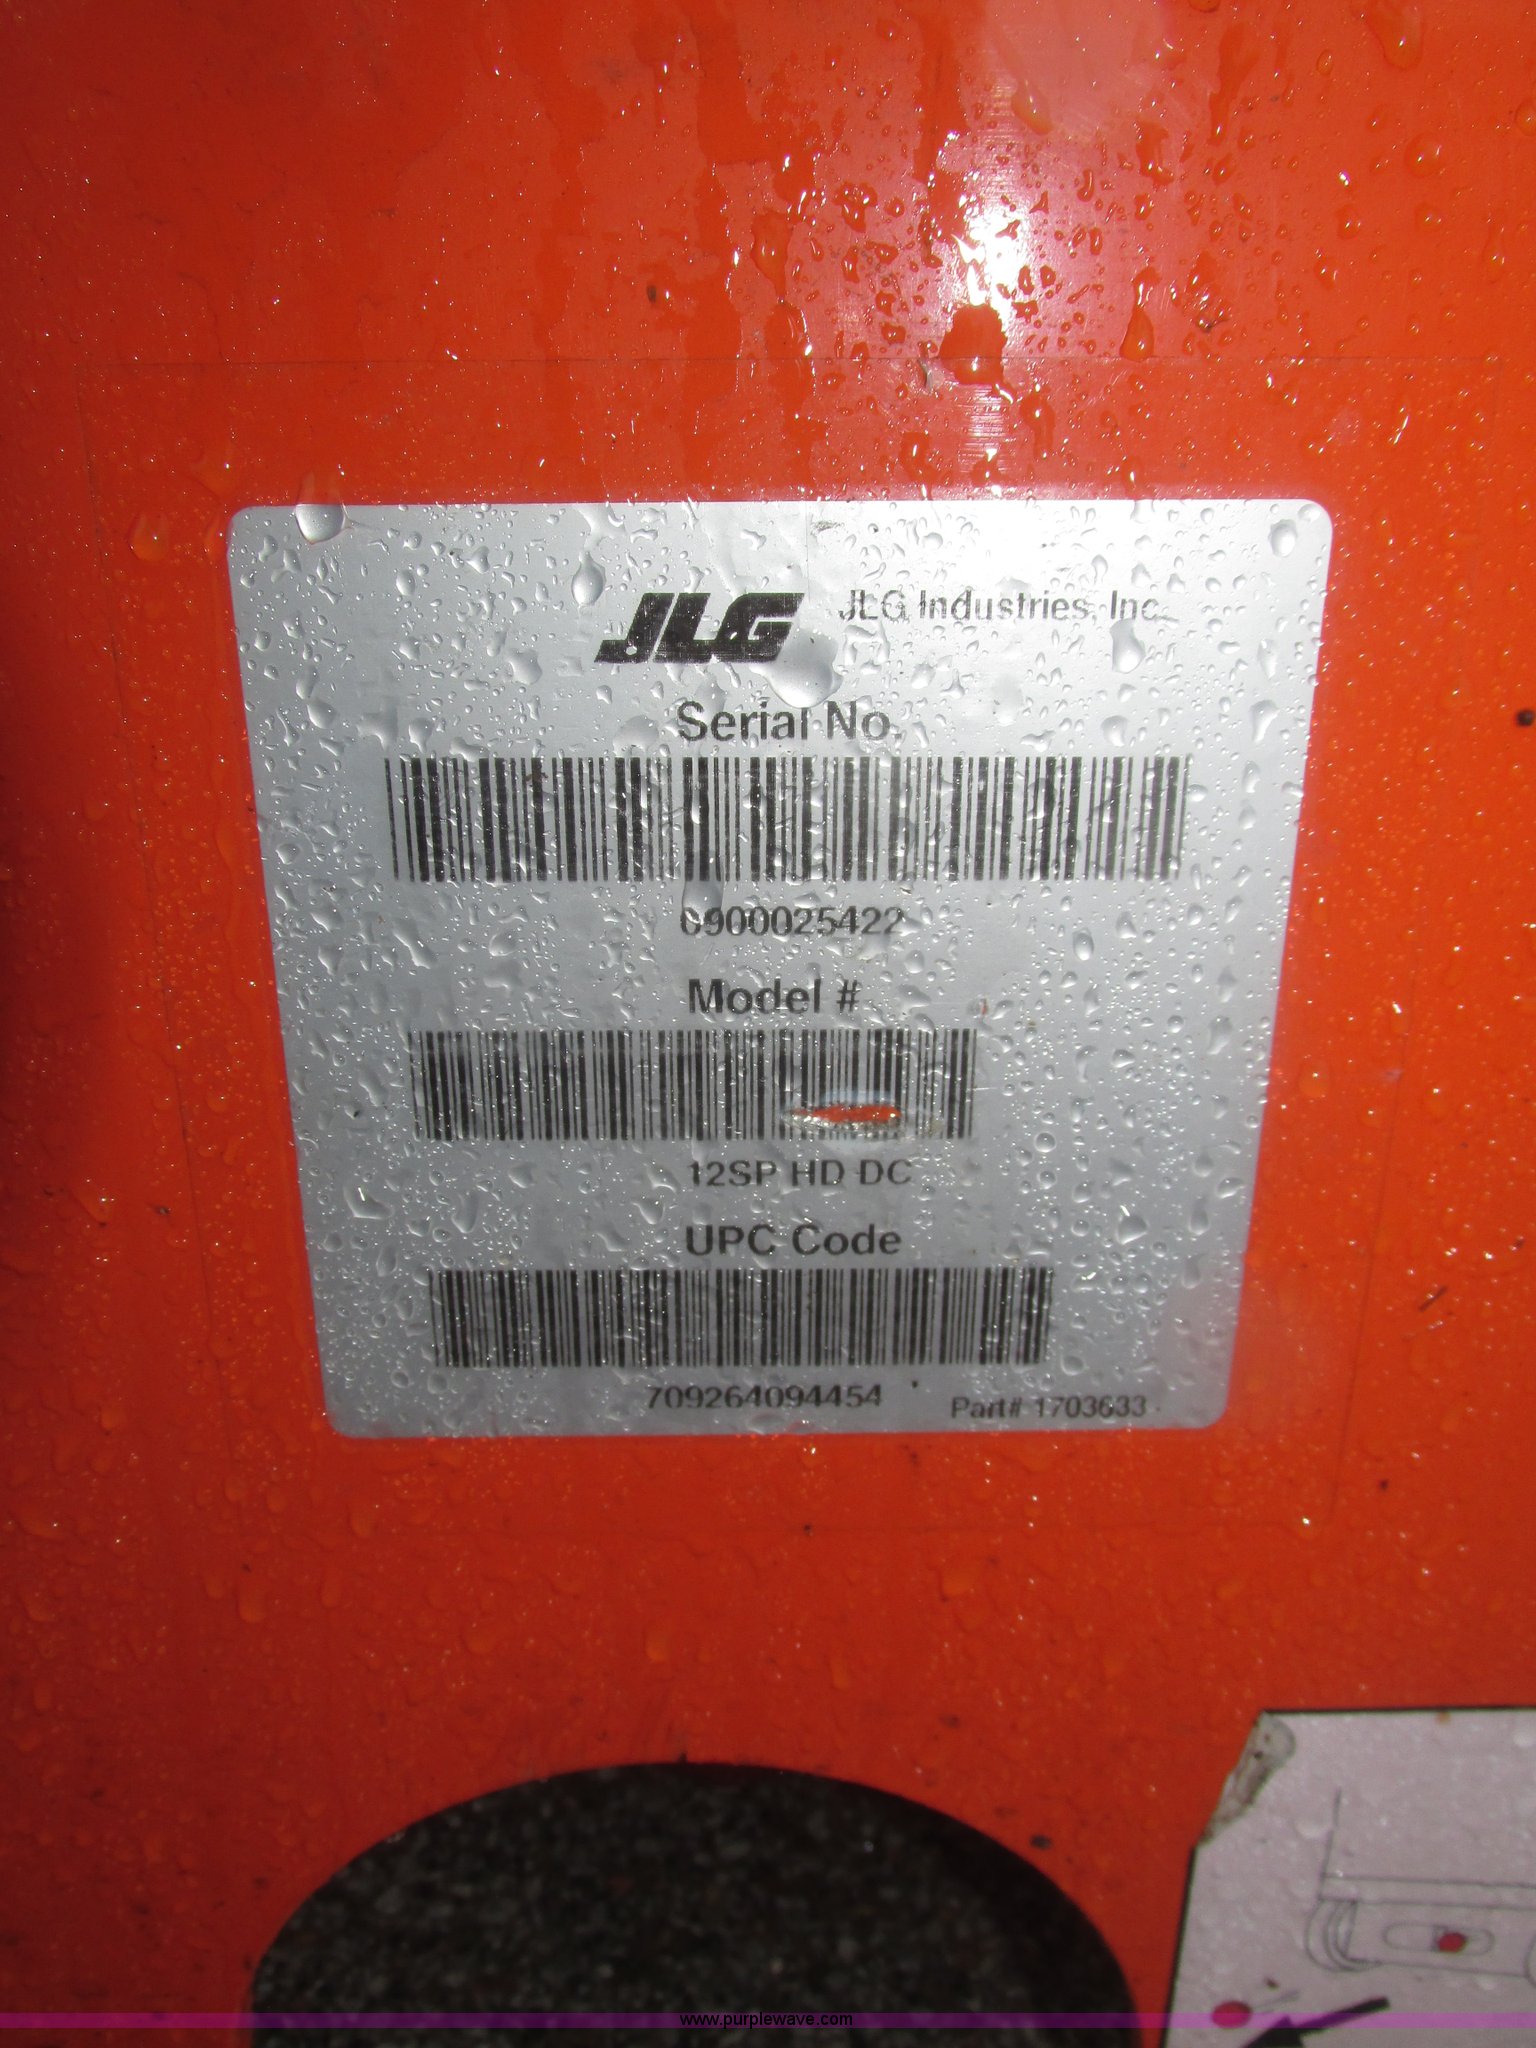 JLG JLG Industries, Inc.
Serial No.
0900025422
Model #
12SP HD DC
UPC Code
709264094454
Part# 1703633
www.purplewave.com